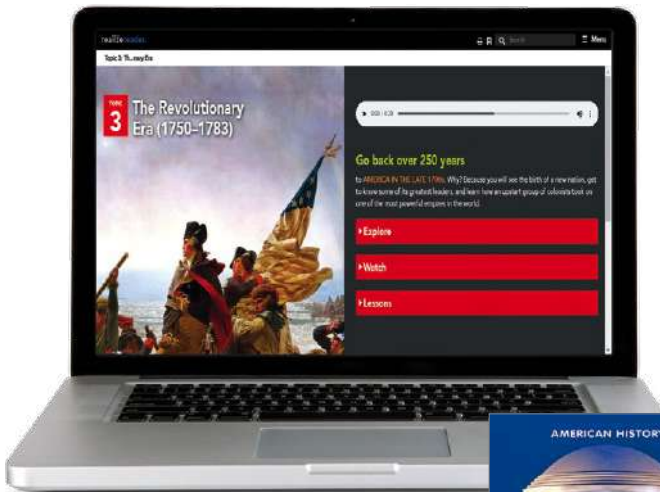 realize reader.
Search
Menu
TOPIC
3
The Revolutionary
Era (1750–1783)
Go back over 250 years
to AMERICA IN THE LATE 1700s. Why? Because you will see the birth of a new nation, get
to know some of its greatest leaders, and learn how an upstart group of colonists took on
one of the most powerful empires in the world.
Explore
Watch
Lessons
AMERICAN HISTORY